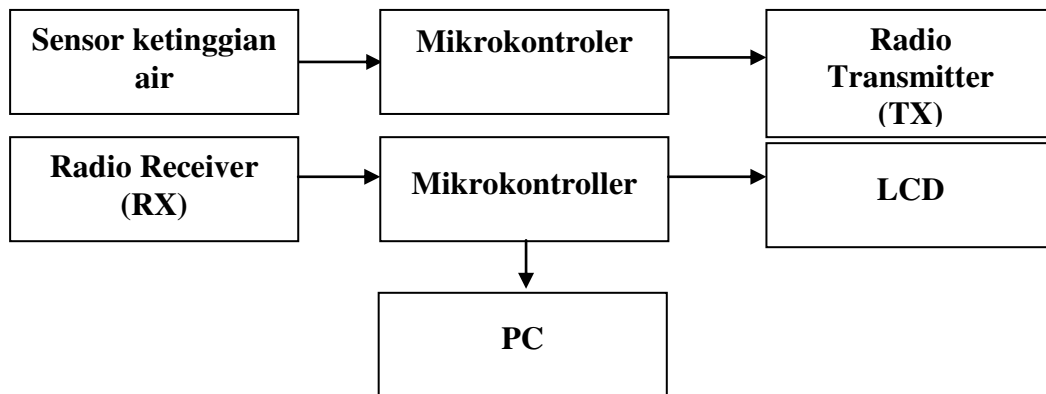 Sensor ketinggian
air
Mikrokontroler
Radio
Transmitter
(TX)
Radio Receiver
(RX)
Mikrokontroller
LCD
PC